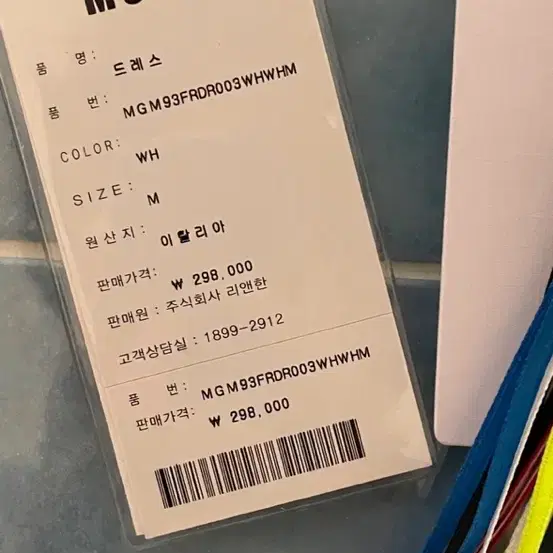 품 명: 드레스
품 번: MGM93FRDR003WHWHM
COLOR: WH
SIZE: M
원산지: 이탈리아
판매가격: ₩ 298,000
판매원 : 주식회사 리앤한
고객상담실 : 1899-2912
품 번: MGM93FRDR003WHWHM
판매가격: ₩ 298,000